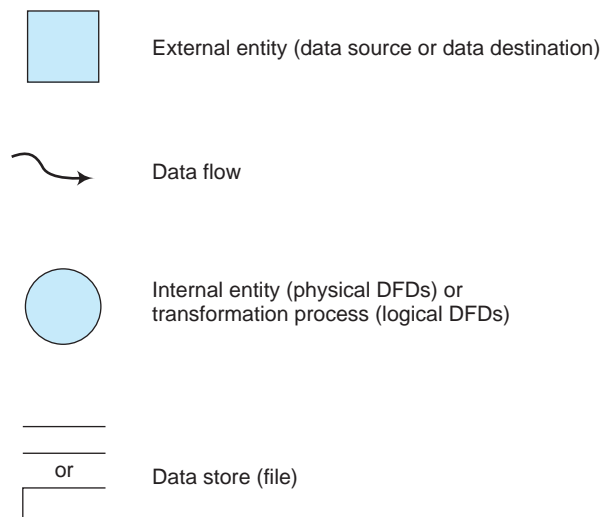 External entity (data source or data destination)
Data flow
Internal entity (physical DFDs) or
transformation process (logical DFDs)
or
Data store (file)